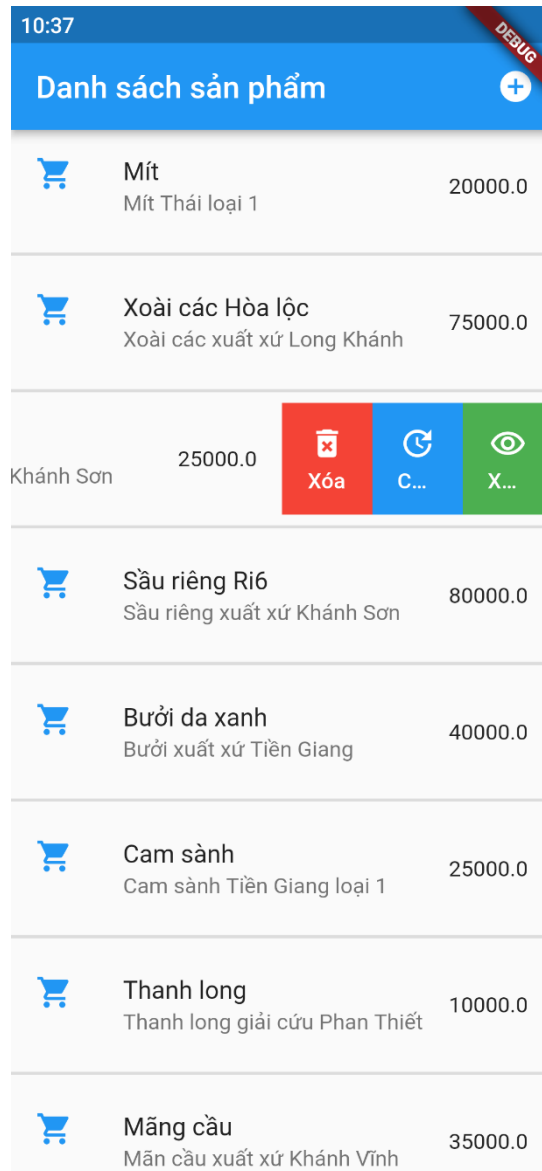 10:37
DEBUG
Danh sách sản phẩm
Mít
20000.0
Mít Thái loại 1
Xoài các Hòa lộc
75000.0
Xoài các xuất xứ Long Khánh
25000.0
Khánh Sơn
Xóa
C...
X...
Sầu riêng Ri6
80000.0
Sầu riêng xuất xứ Khánh Sơn
Bưởi da xanh
40000.0
Bưởi xuất xứ Tiền Giang
Cam sành
25000.0
Cam sành Tiền Giang loại 1
Thanh long
10000.0
Thanh long giải cứu Phan Thiết
Mãng cầu
35000.0
Mãn cầu xuất xứ Khánh Vĩnh